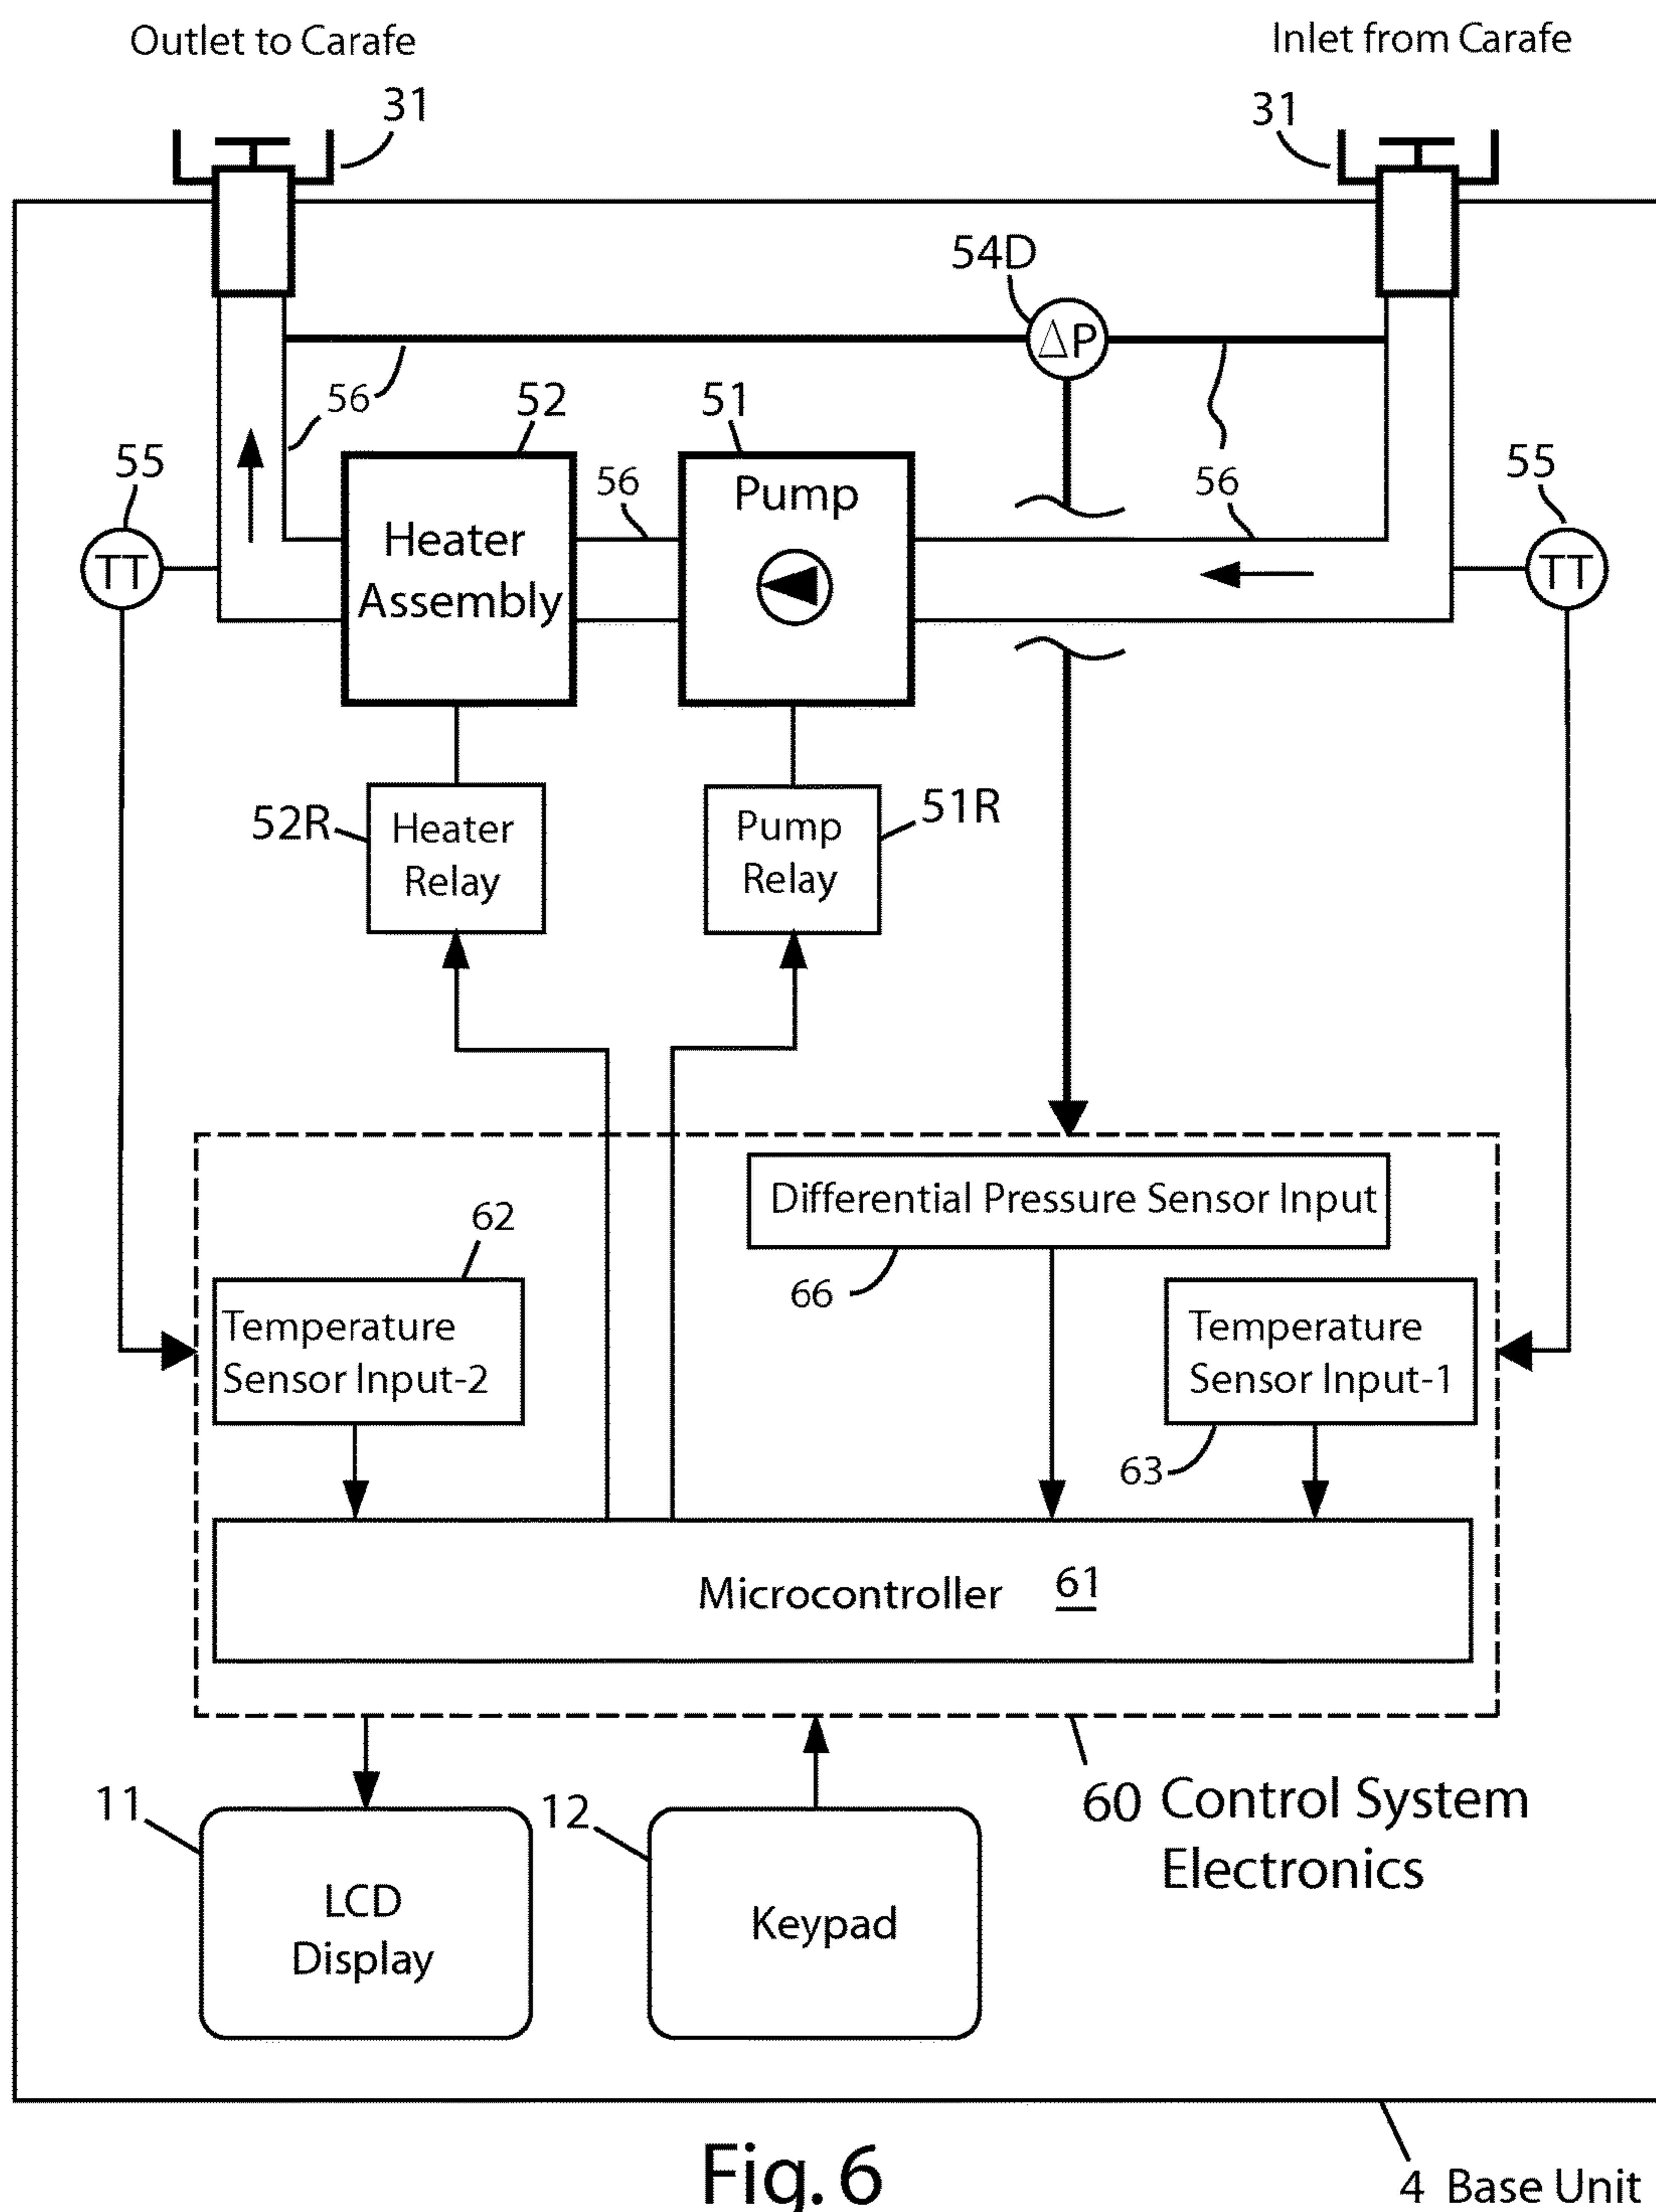 Outlet to Carafe
Inlet from Carafe
31
31
54D
ΔP
56
52
51
55
56
56
55
Pump
Heater
Assembly
TT
TT
52R
Heater
Relay
Pump
Relay
51R
Differential Pressure Sensor Input
62
66
Temperature
Sensor Input-2
Temperature
Sensor Input-1
63
Microcontroller 61
11
12
60 Control System
Electronics
LCD
Display
Keypad
Fig. 6
4 Base Unit